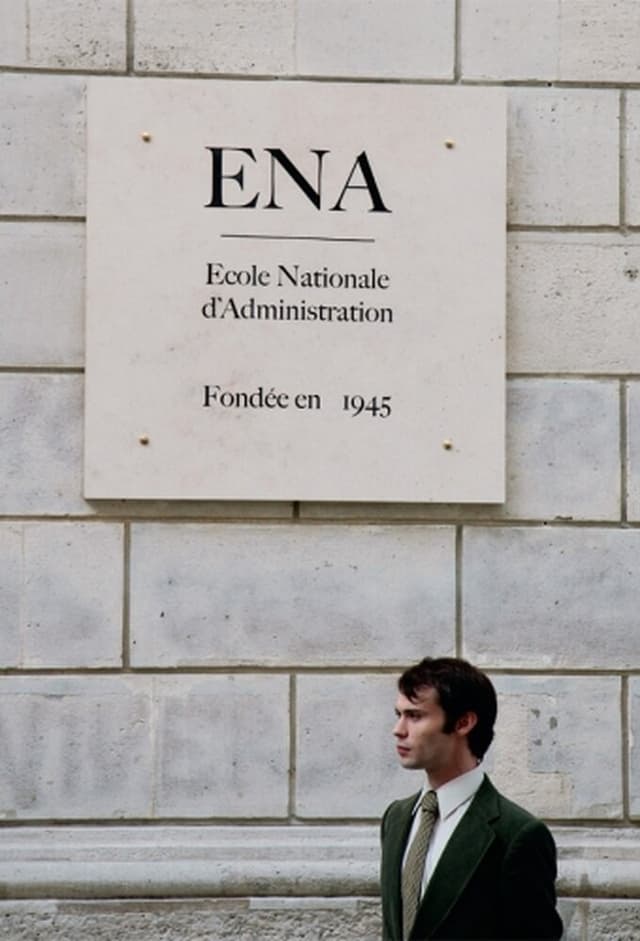 ENA
Ecole Nationale
d'Administration
Fondée en 1945